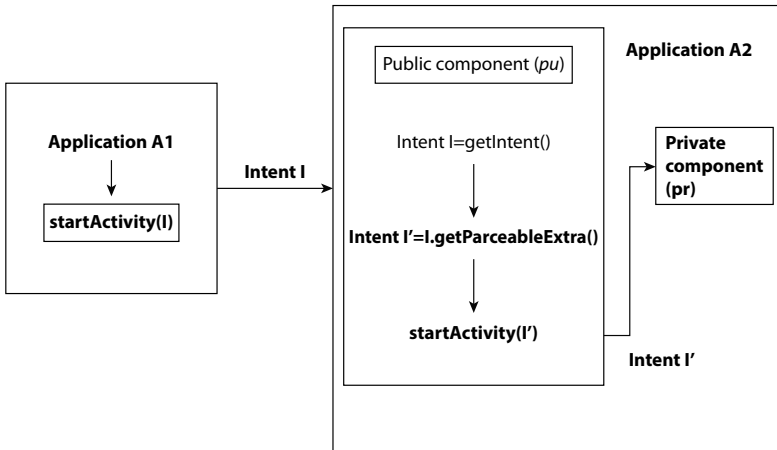 Application A1
startActivity(I)
Intent I
Public component (pu)
Intent I=getIntent()
Intent I’=I.getParceableExtra()
startActivity(I’)
Application A2
Private
component
(pr)
Intent I’